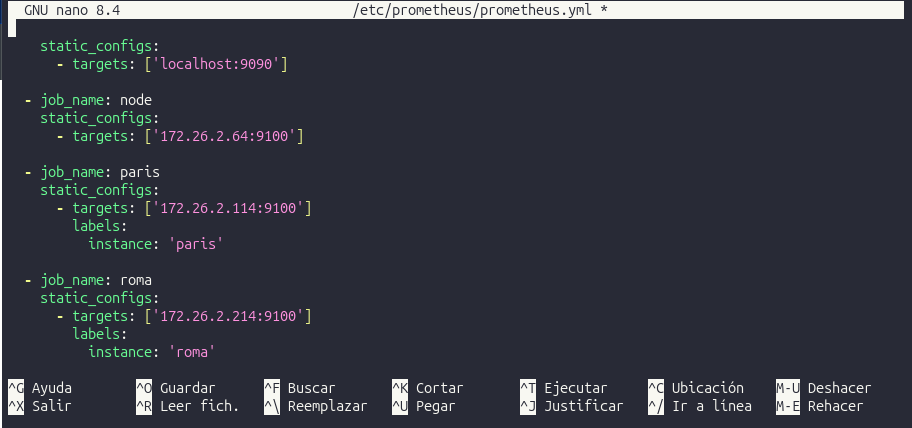 GNU nano 8.4 /etc/prometheus/prometheus.yml *
static_configs:
- targets: ['localhost:9090']
- job_name: node
static_configs:
- targets: ['172.26.2.64:9100']
- job_name: paris
static_configs:
- targets: ['172.26.2.114:9100']
labels:
instance: 'paris'
- job_name: roma
static_configs:
- targets: ['172.26.2.214:9100']
labels:
instance: 'roma'
^G Ayuda ^O Guardar ^F Buscar ^K Cortar ^T Ejecutar ^C Ubicación M-U Deshacer
^X Salir ^R Leer fich. ^\ Reemplazar ^U Pegar ^J Justificar ^/ Ir a línea M-E Rehacer